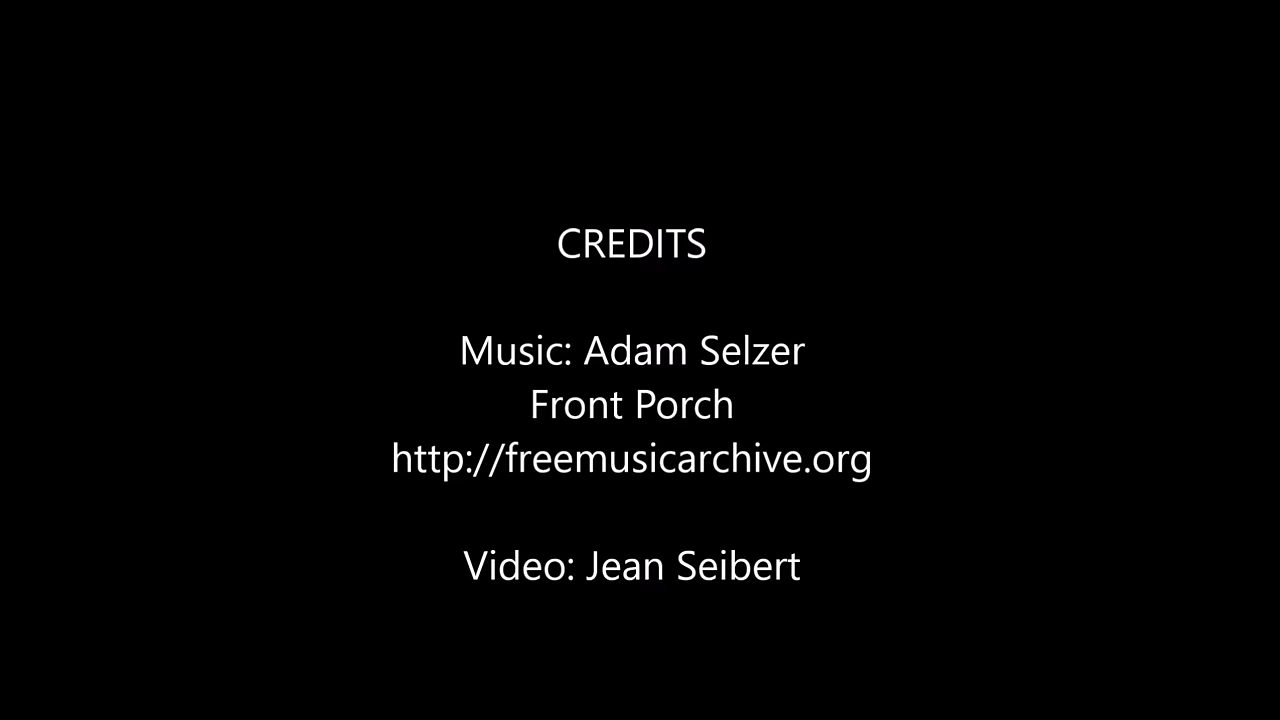 CREDITS
Music: Adam Selzer
Front Porch
http://freemusicarchive.org
Video: Jean Seibert